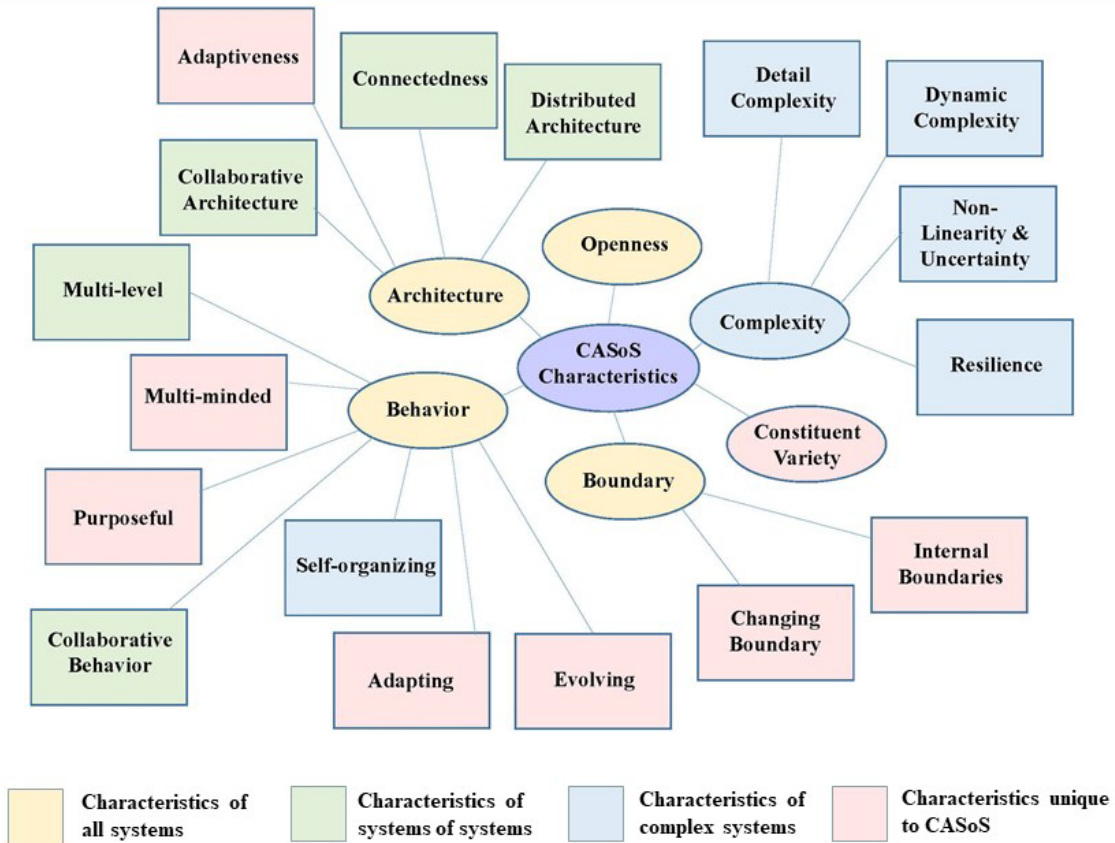 Adaptiveness
Connectedness
Distributed
Architecture
Detail
Complexity
Dynamic
Complexity
Collaborative
Architecture
Non-
Linearity &
Uncertainty
Openness
Multi-level
Architecture
Complexity
CASoS
Characteristics
Resilience
Multi-minded
Behavior
Constituent
Variety
Boundary
Purposeful
Self-organizing
Internal
Boundaries
Collaborative
Behavior
Changing
Boundary
Adapting
Evolving
Characteristics of
all systems
Characteristics of
systems of systems
Characteristics of
complex systems
Characteristics unique
to CASoS